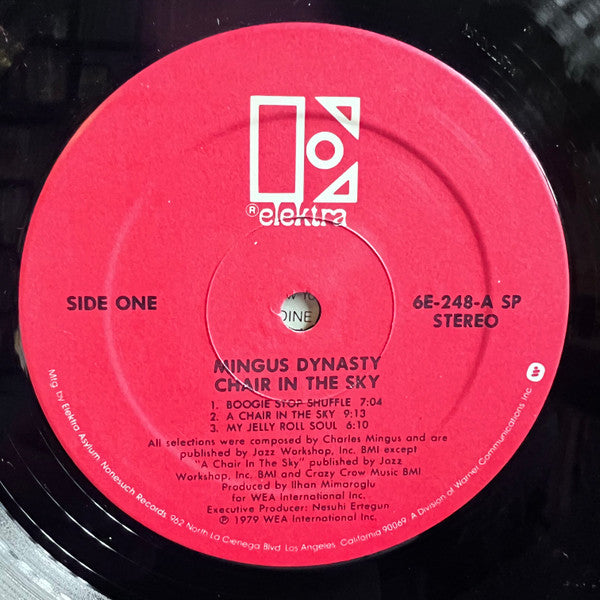 ® elektra
SIDE ONE
6E-248-A SP
STEREO
DINE
MINGUS DYNASTY
CHAIR IN THE SKY
1. BOOGIE STOP SHUFFLE 7:04
2. A CHAIR IN THE SKY 9:13
3. MY JELLY ROLL SOUL 6:10
All selections were composed by Charles Mingus and are
published by Jazz Workshop, Inc. BMI except
"A Chair In The Sky" published by Jazz
Workshop, Inc. BMI and Crazy Crow Music BMI
Produced by Ilhan Mimaroglu
for WEA International Inc.
Executive Producer: Nesuhi Ertegun
℗ 1979 WEA International Inc.
Mfg by Elektra Asylum Nonesuch Records 962 North La Cienega Blvd. Los Angeles, California 90069 A Division of Warner Communications Inc.